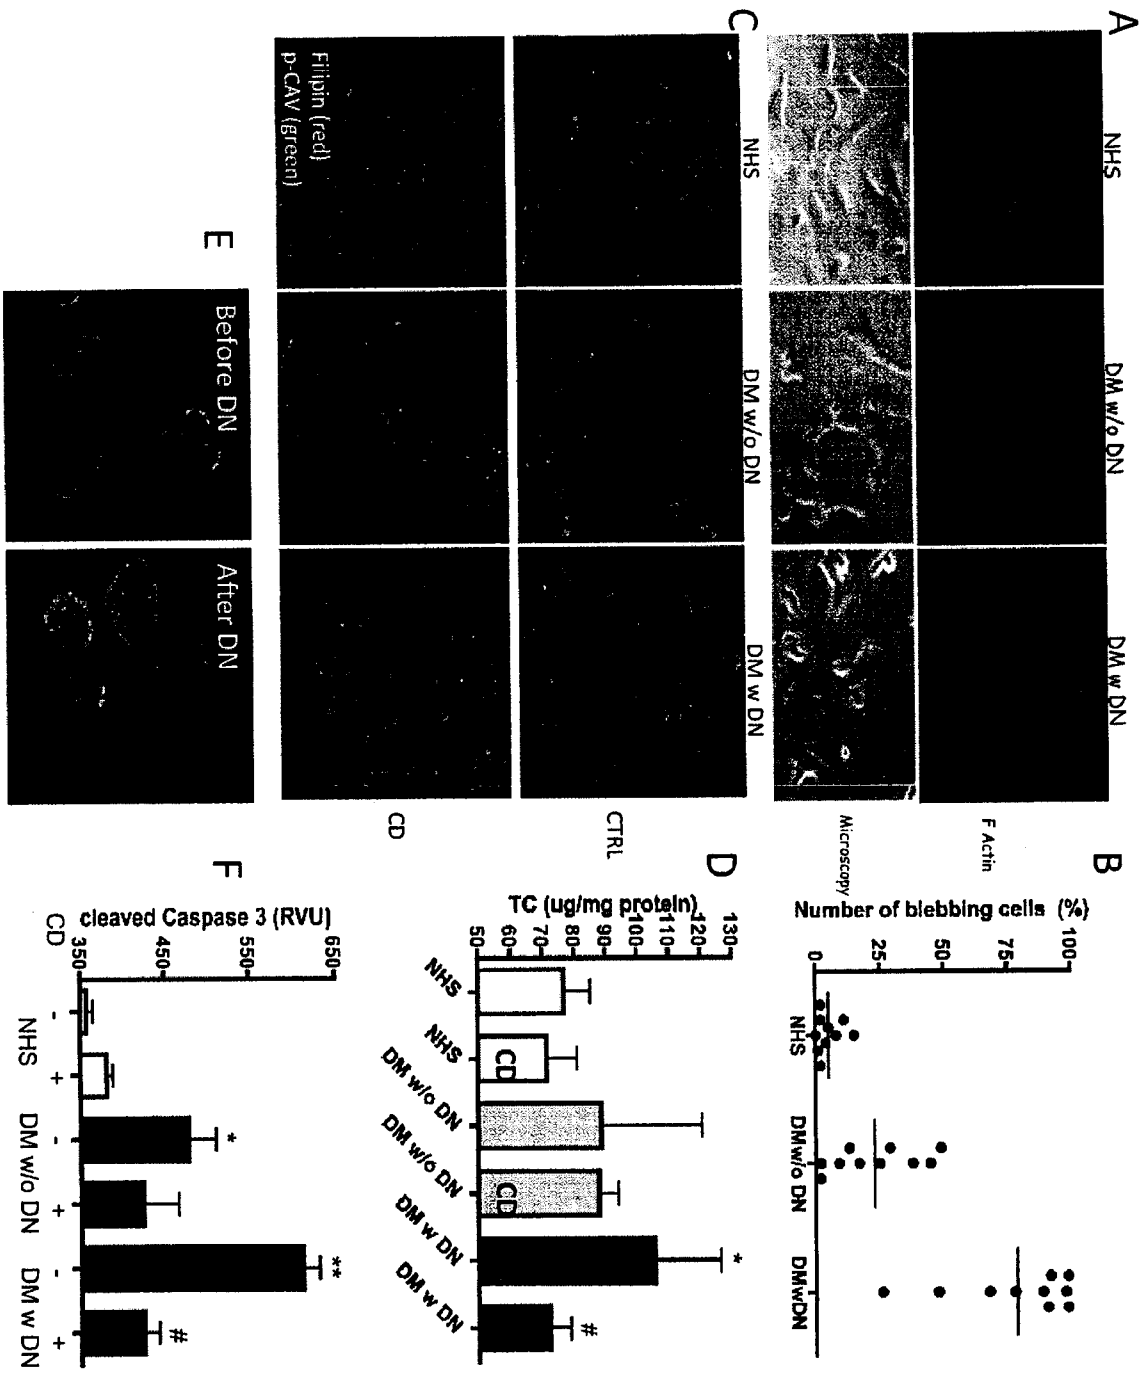 A
NHS
DM w/o DN
DM w DN
F Actin
Microscopy
B
Number of blebbing cells (%)
100
75
50
25
0
NHS
DM w/o DN
DM w DN
C
NHS
DM w/o DN
DM w DN
CTRL
CD
Filipin (red)
p-CAV (green)
D
TC (ug/mg protein)
130
120
110
100
90
80
70
60
50
CD
CD
NHS
NHS
DM w/o DN
DM w/o DN
DM w DN
DM w DN
*
#
E
Before DN
After DN
F
cleaved Caspase 3 (RVU)
650
550
450
350
*
**
#
CD
- + - + - +
NHS
DM w/o DN
DM w DN